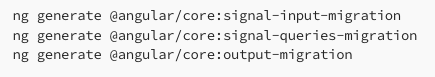 ng generate @angular/core:signal-input-migration
ng generate @angular/core:signal-queries-migration
ng generate @angular/core:output-migration